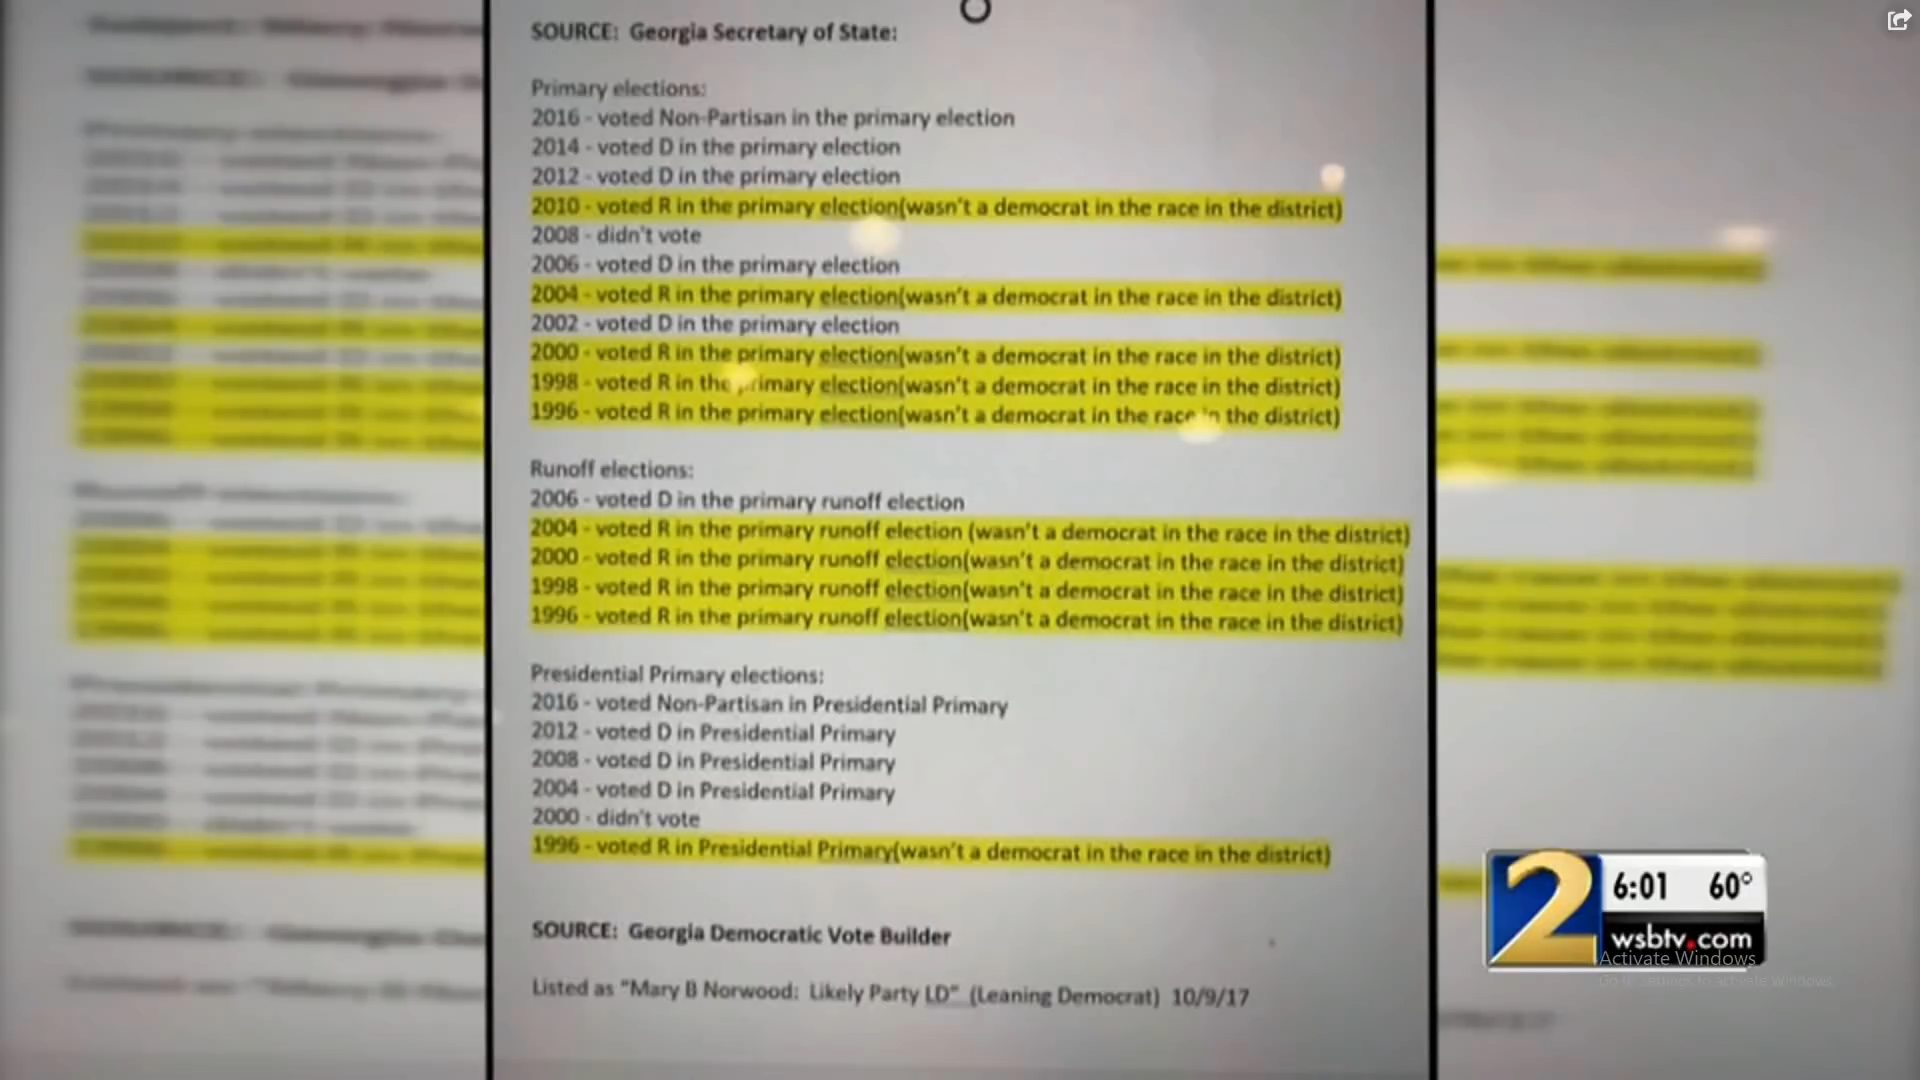 SOURCE: Georgia Secretary of State:
Primary elections:
2016 - voted Non-Partisan in the primary election
2014 - voted D in the primary election
2012 - voted D in the primary election
2010 - voted R in the primary election(wasn't a democrat in the race in the district)
2008 - didn't vote
2006 - voted D in the primary election
2004 - voted R in the primary election(wasn't a democrat in the race in the district)
2002 - voted D in the primary election
2000 - voted R in the primary election(wasn't a democrat in the race in the district)
1998 - voted R in the primary election(wasn't a democrat in the race in the district)
1996 - voted R in the primary election(wasn't a democrat in the race in the district)
Runoff elections:
2006 - voted D in the primary runoff election
2004 - voted R in the primary runoff election (wasn't a democrat in the race in the district)
2000 - voted R in the primary runoff election(wasn't a democrat in the race in the district)
1998 - voted R in the primary runoff election(wasn't a democrat in the race in the district)
1996 - voted R in the primary runoff election(wasn't a democrat in the race in the district)
Presidential Primary elections:
2016 - voted Non-Partisan in Presidential Primary
2012 - voted D in Presidential Primary
2008 - voted D in Presidential Primary
2004 - voted D in Presidential Primary
2000 - didn't vote
1996 - voted R in Presidential Primary(wasn't a democrat in the race in the district)
SOURCE: Georgia Democratic Vote Builder
Listed as "Mary B Norwood: Likely Party LD" (Leaning Democrat) 10/9/17
2 6:01 60°
wsbtv.com
Activate Windows
Go to Settings to activate Windows.